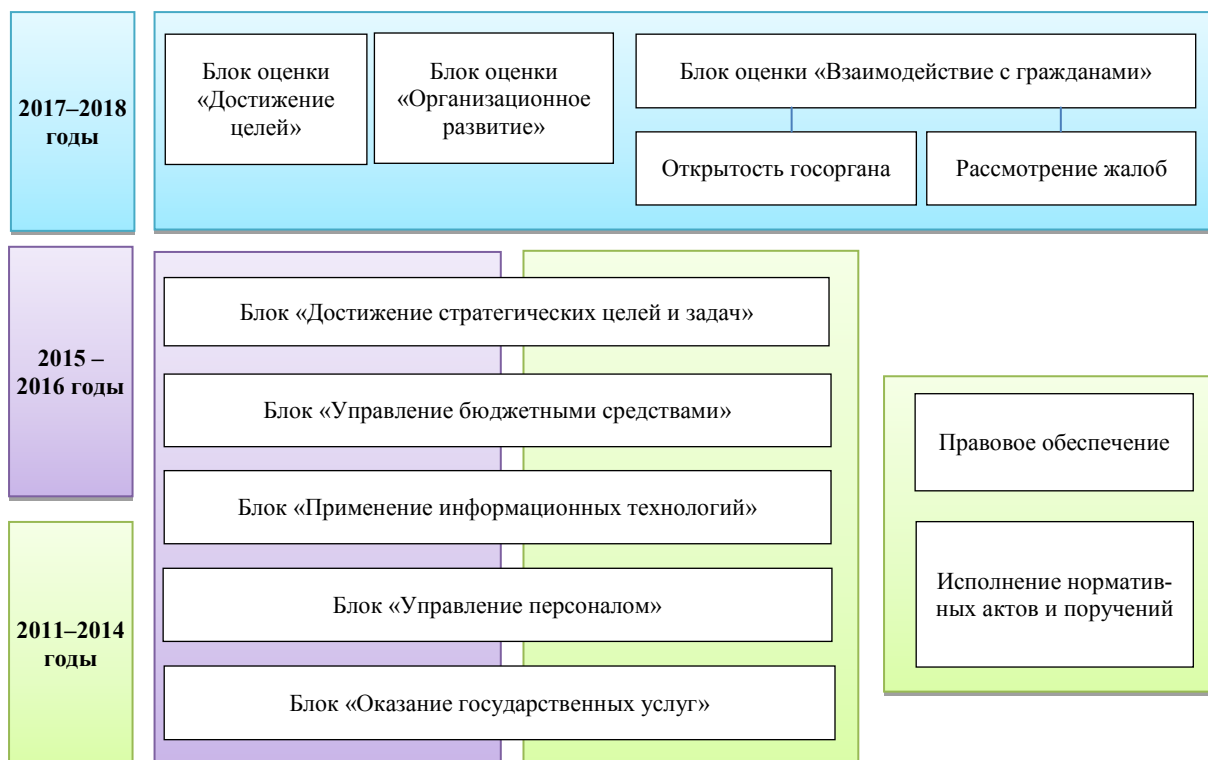 2017–2018
годы
Блок оценки
«Достижение
целей»
Блок оценки
«Организационное
развитие»
Блок оценки «Взаимодействие с гражданами»
Открытость госоргана
Рассмотрение жалоб
2015 –
2016 годы
2011–2014
годы
Блок «Достижение стратегических целей и задач»
Блок «Управление бюджетными средствами»
Блок «Применение информационных технологий»
Блок «Управление персоналом»
Блок «Оказание государственных услуг»
Правовое обеспечение
Исполнение норматив-
ных актов и поручений